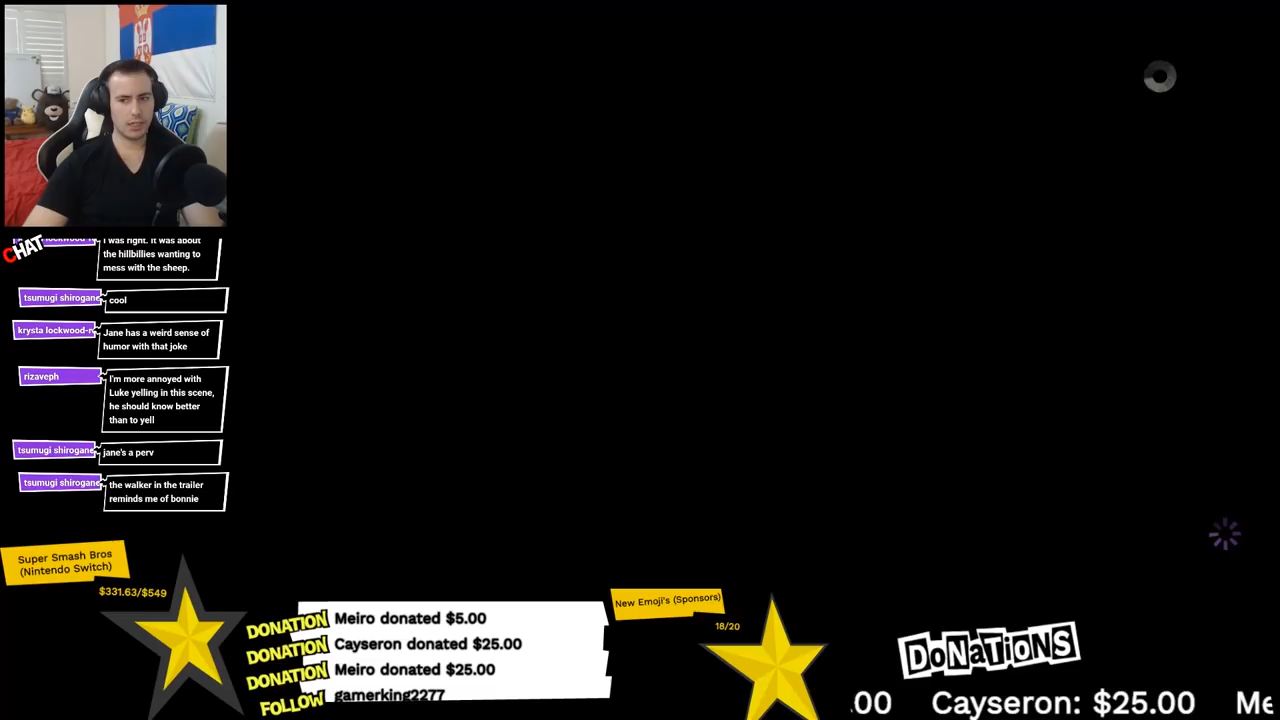 CHAT
I was right. It was about
the hillbillies wanting to
mess with the sheep.
tsumugi shirogane
cool
krysta lockwood-r
Jane has a weird sense of
humor with that joke
rizaveph
I'm more annoyed with
Luke yelling in this scene,
he should know better
than to yell
tsumugi shirogane
jane's a perv
tsumugi shirogane
the walker in the trailer
reminds me of bonnie
Super Smash Bros
(Nintendo Switch)
$331.63/$549
DONATION Meiro donated $5.00
DONATION Cayseron donated $25.00
DONATION Meiro donated $25.00
FOLLOW gamerking2277
New Emoji's (Sponsors)
18/20
DONATIONS
.00 Cayseron: $25.00 Me